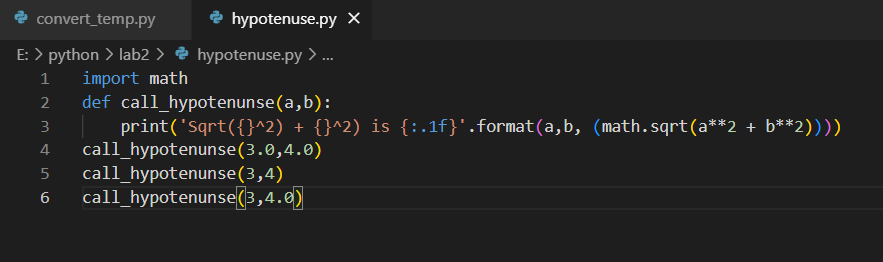 convert_temp.py hypotenuse.py ×
E: > python > lab2 > hypotenuse.py > ...
1 import math
2 def call_hypotenunse(a,b):
3     print('Sqrt({}^2) + {}^2) is {:.1f}'.format(a,b, (math.sqrt(a**2 + b**2))))
4 call_hypotenunse(3.0,4.0)
5 call_hypotenunse(3,4)
6 call_hypotenunse(3,4.0)